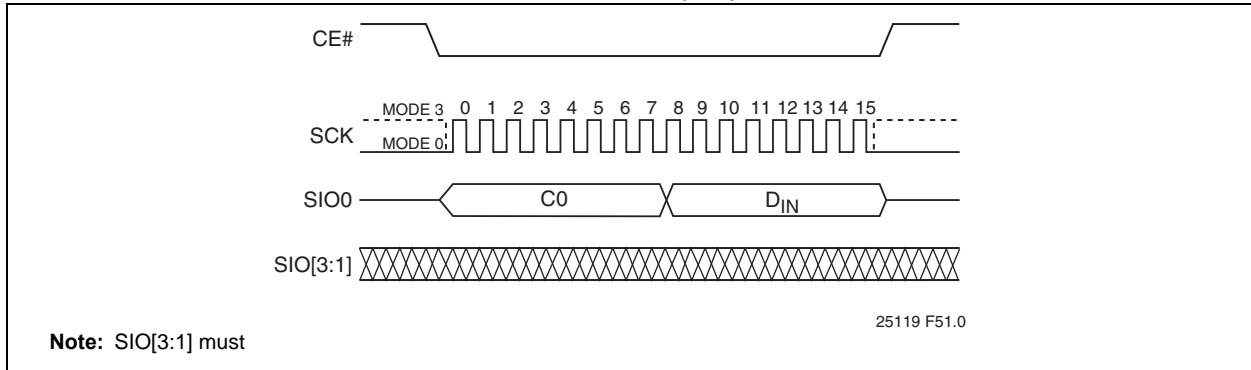 CE#
MODE 3 0 1 2 3 4 5 6 7 8 9 10 11 12 13 14 15
SCK
MODE 0
SIO0 C0 DIN
SIO[3:1]
25119 F51.0
Note: SIO[3:1] must